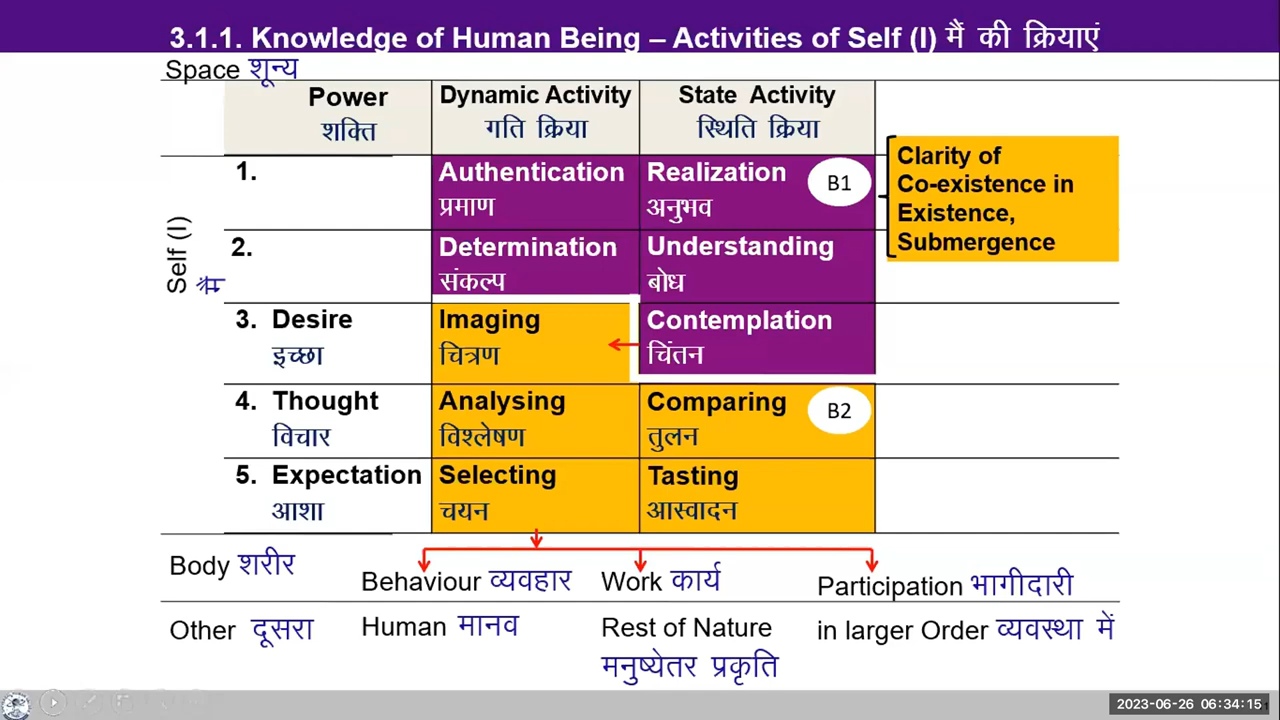 3.1.1. Knowledge of Human Being – Activities of Self (I) मैं की क्रियाएं
Space शून्य
Power Dynamic Activity State Activity
शक्ति गति क्रिया स्थिति क्रिया
Clarity of
Co-existence in
Existence,
Submergence
Self (I)
मैं
1. Authentication Realization B1
प्रमाण अनुभव
2. Determination Understanding
संकल्प बोध
3. Desire Imaging Contemplation
इच्छा चित्रण चिंतन
4. Thought Analysing Comparing B2
विचार विश्लेषण तुलन
5. Expectation Selecting Tasting
आशा चयन आस्वादन
Body शरीर
Behaviour व्यवहार Work कार्य Participation भागीदारी
Other दूसरा Human मानव Rest of Nature in larger Order व्यवस्था में
मनुष्येतर प्रकृति
2023-06-26 06:34:15